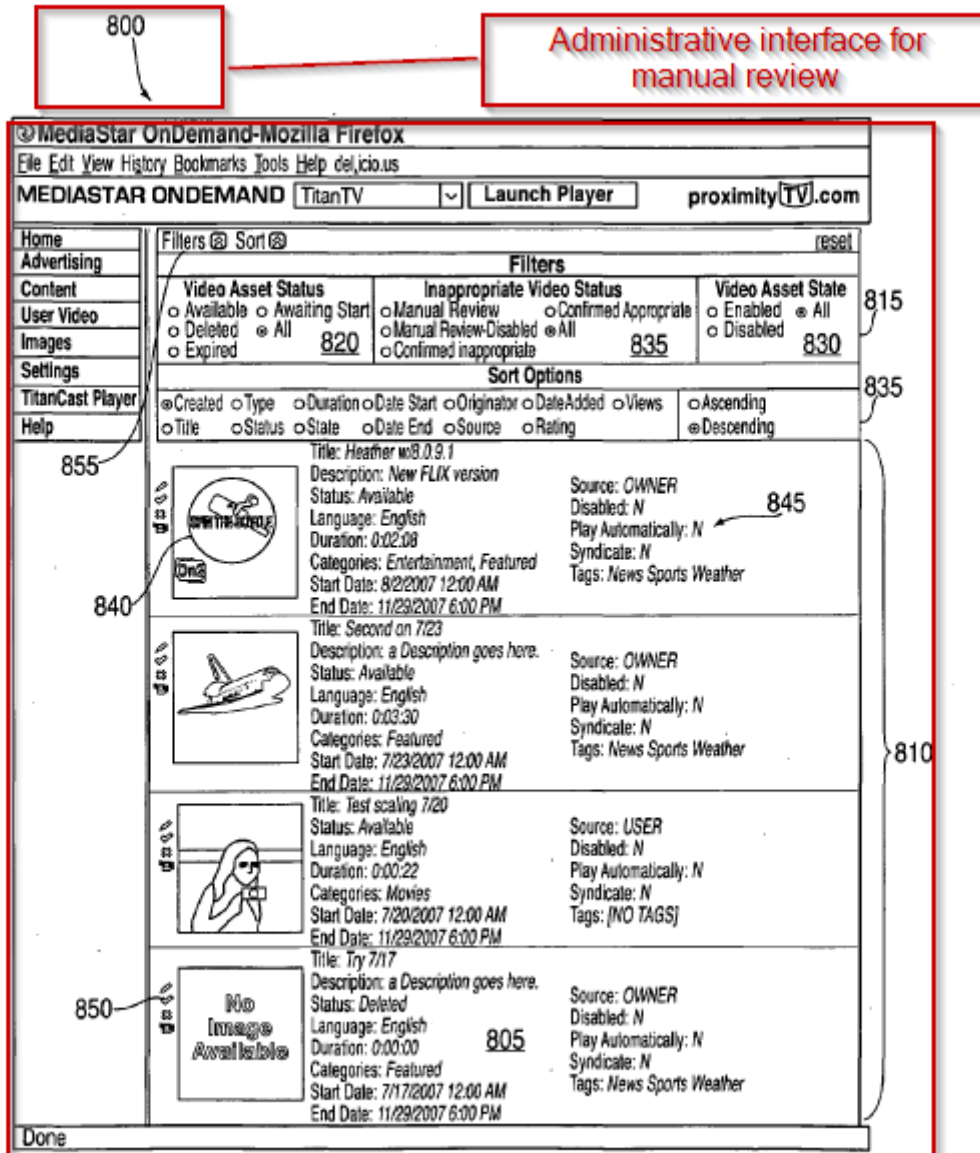 800
Administrative interface for
manual review
MediaStar OnDemand-Mozilla Firefox
File Edit View History Bookmarks Tools Help del,icio.us
MEDIASTAR ONDEMAND TitanTV Launch Player proximity TV .com
Home
Advertising
Content
User Video
Images
Settings
TitanCast Player
Help
Filters Sort reset
Filters
Video Asset Status Inappropriate Video Status Video Asset State
Available Awaiting Start Manual Review Confirmed Appropriate Enabled All
Deleted All Manual Review-Disabled All Disabled
Expired 820 Confirmed inappropriate 835 830
815
Sort Options
835
Created Type Duration Date Start Originator DateAdded Views Ascending
Title Status State Date End Source Rating Descending
855
840
Title: Heather w/8.0.9.1
Description: New FLIX version
Status: Available
Language: English
Duration: 0:02:08
Categories: Entertainment, Featured
Start Date: 8/2/2007 12:00 AM
End Date: 11/29/2007 6:00 PM
Source: OWNER
Disabled: N
Play Automatically: N
Syndicate: N
Tags: News Sports Weather
845
Title: Second on 7/23
Description: a Description goes here.
Status: Available
Language: English
Duration: 0:03:30
Categories: Featured
Start Date: 7/23/2007 12:00 AM
End Date: 11/29/2007 6:00 PM
Source: OWNER
Disabled: N
Play Automatically: N
Syndicate: N
Tags: News Sports Weather
810
Title: Test scaling 7/20
Status: Available
Language: English
Duration: 0:00:22
Categories: Movies
Start Date: 7/20/2007 12:00 AM
End Date: 11/29/2007 6:00 PM
Source: USER
Disabled: N
Play Automatically: N
Syndicate: N
Tags: [NO TAGS]
850
No
Image
Available
Title: Try 7/17
Description: a Description goes here.
Status: Deleted
Language: English
Duration: 0:00:00
Categories: Featured
Start Date: 7/17/2007 12:00 AM
End Date: 11/29/2007 6:00 PM
805
Source: OWNER
Disabled: N
Play Automatically: N
Syndicate: N
Tags: News Sports Weather
Done